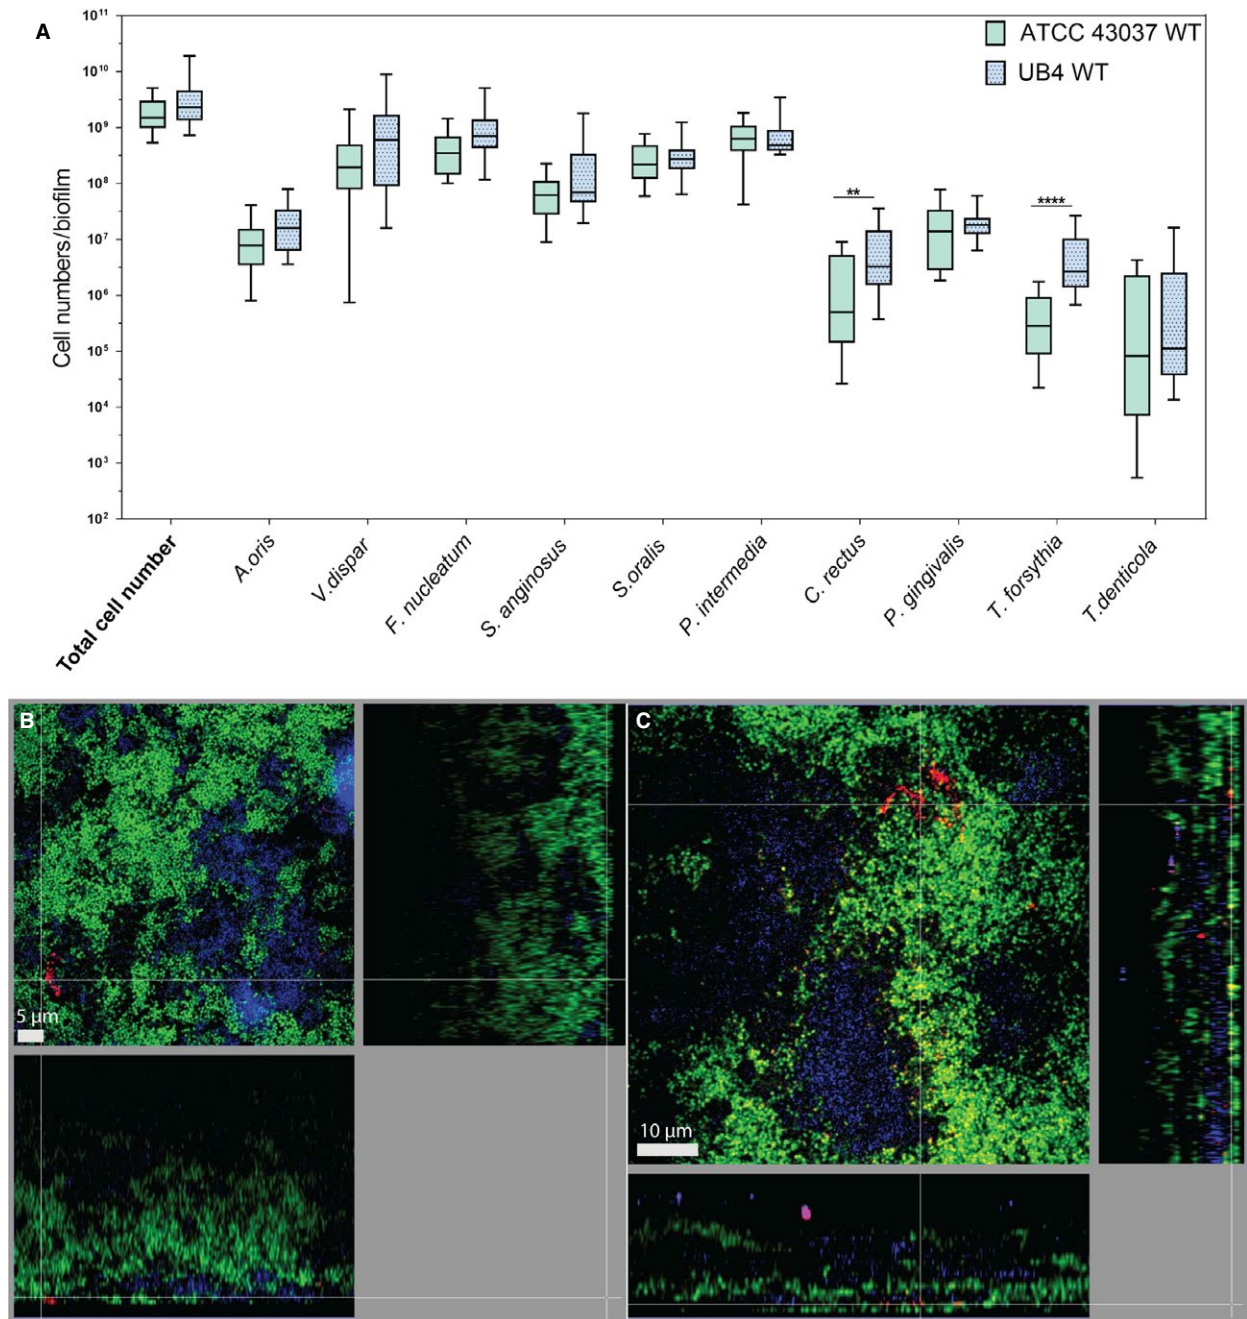 A
ATCC 43037 WT
UB4 WT
Cell numbers/biofilm
10¹¹
10¹⁰
10⁹
10⁸
10⁷
10⁶
10⁵
10⁴
10³
10²
**
****
Total cell number
A.oris
V.dispar
F. nucleatum
S. anginosus
S.oralis
P. intermedia
C. rectus
P. gingivalis
T. forsythia
T.denticola
B
5 µm
C
10 µm